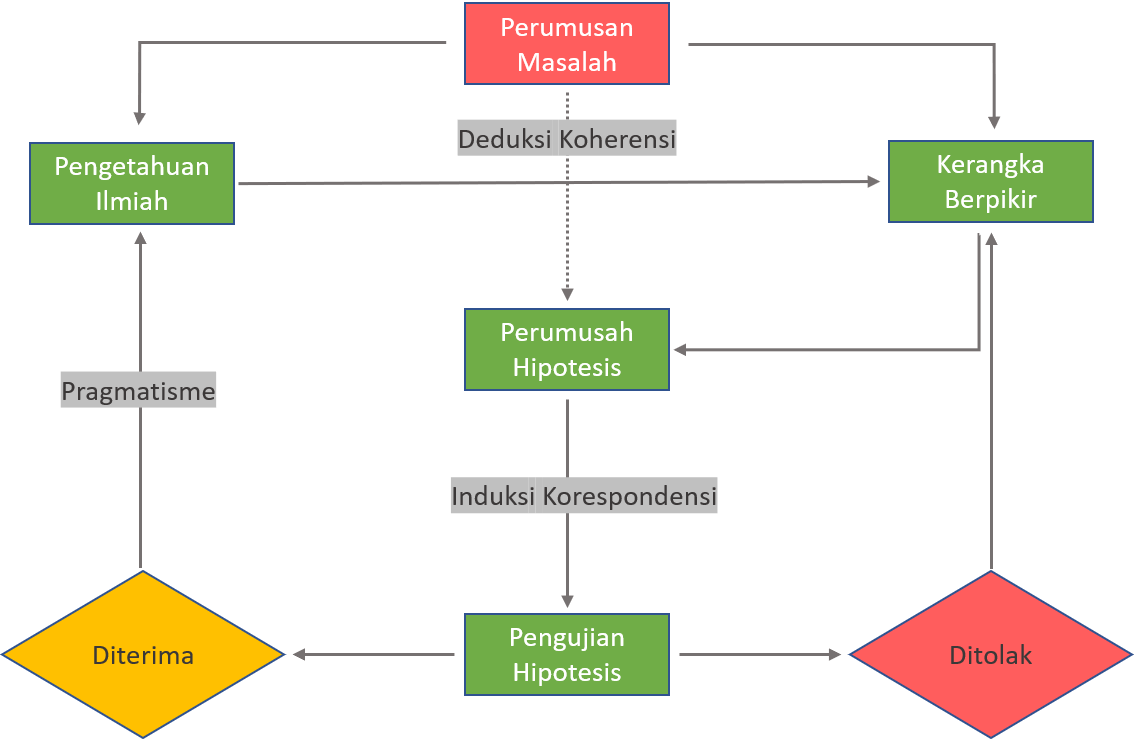 Perumusan
Masalah
Deduksi Koherensi
Pengetahuan
Ilmiah
Kerangka
Berpikir
Perumusah
Hipotesis
Pragmatisme
Induksi Korespondensi
Diterima
Pengujian
Hipotesis
Ditolak